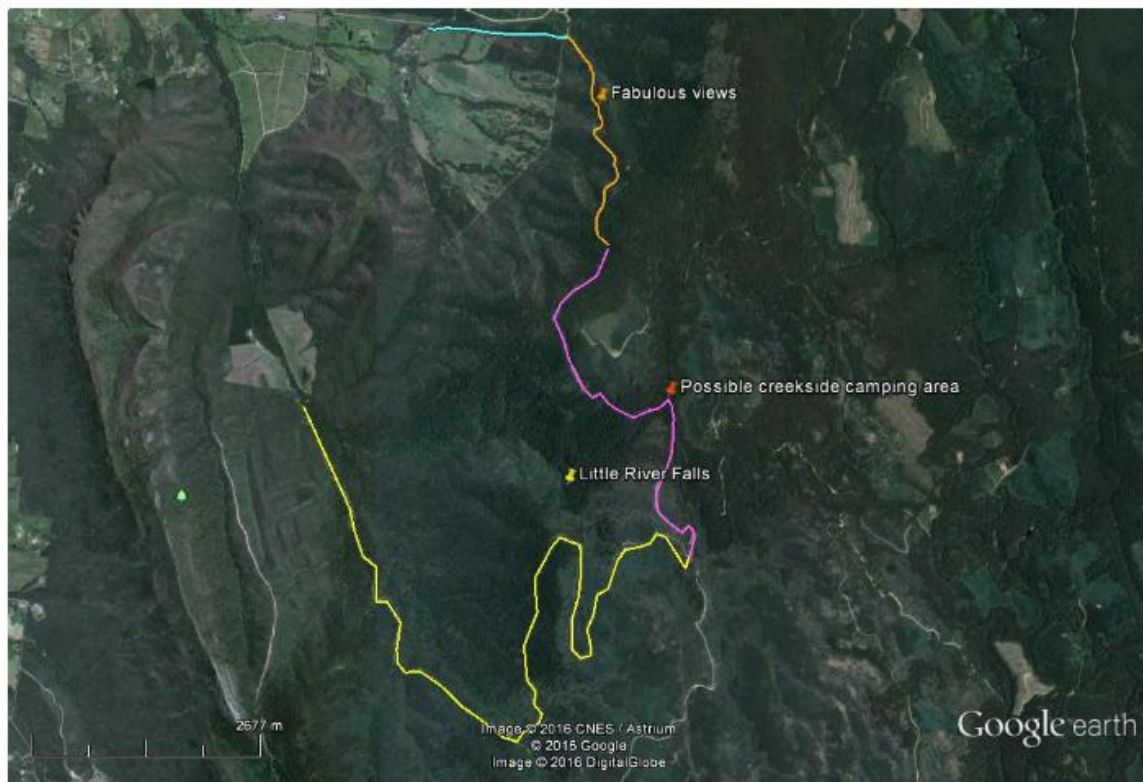 Fabulous views
Possible creekside camping area
Little River Falls
2677 m
Image © 2016 CNES / Astrium
© 2016 Google
Image © 2016 DigitalGlobe
Google earth